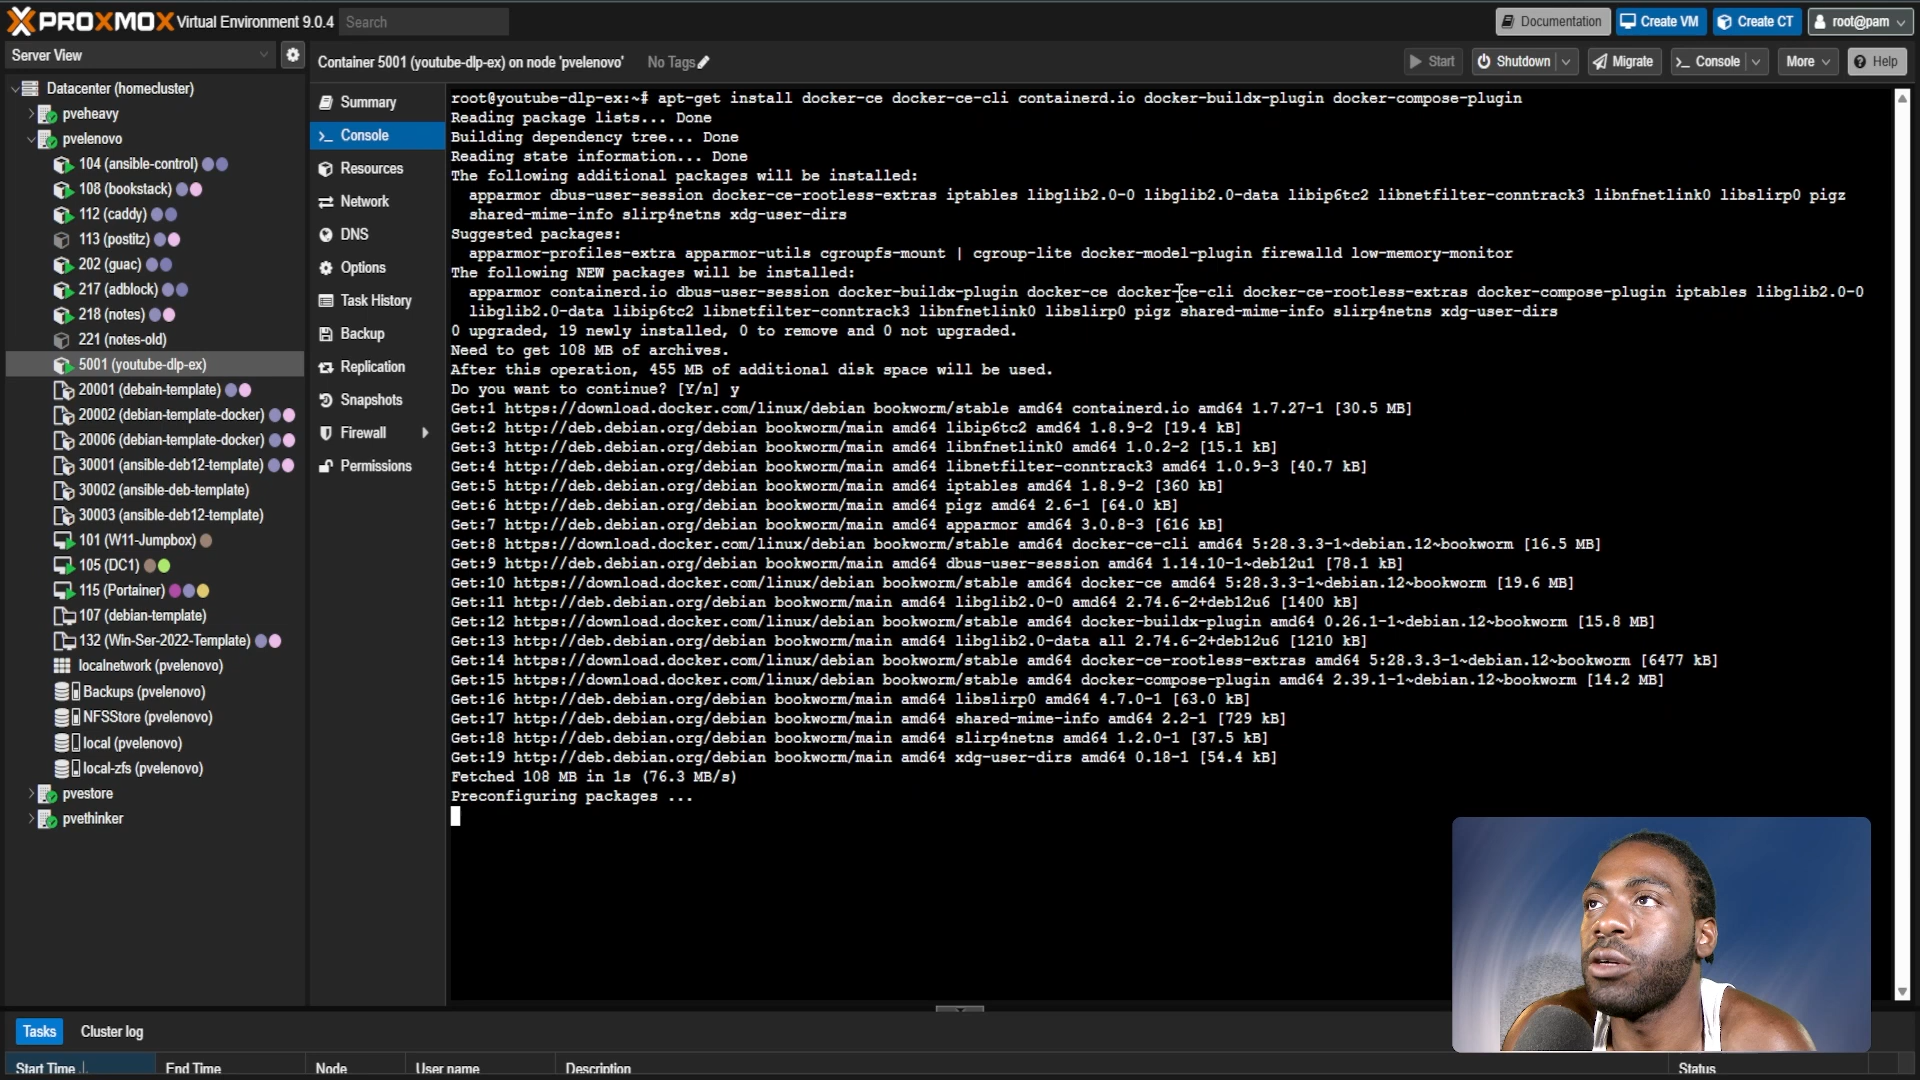 PROXMOX Virtual Environment 9.0.4
Search
Documentation
Create VM
Create CT
root@pam
Server View
Container 5001 (youtube-dlp-ex) on node 'pvelenovo'
No Tags
Start
Shutdown
Migrate
Console
More
Help
Datacenter (homecluster)
pveheavy
pvelenovo
104 (ansible-control)
108 (bookstack)
112 (caddy)
113 (postitz)
202 (guac)
217 (adblock)
218 (notes)
221 (notes-old)
5001 (youtube-dlp-ex)
20001 (debain-template)
20002 (debian-template-docker)
20006 (debian-template-docker)
30001 (ansible-deb12-template)
30002 (ansible-deb-template)
30003 (ansible-deb12-template)
101 (W11-Jumpbox)
105 (DC1)
115 (Portainer)
107 (debian-template)
132 (Win-Ser-2022-Template)
localnetwork (pvelenovo)
Backups (pvelenovo)
NFSStore (pvelenovo)
local (pvelenovo)
local-zfs (pvelenovo)
pvestore
pvethinker
Summary
Console
Resources
Network
DNS
Options
Task History
Backup
Replication
Snapshots
Firewall
Permissions
root@youtube-dlp-ex:~# apt-get install docker-ce docker-ce-cli containerd.io docker-buildx-plugin docker-compose-plugin
Reading package lists... Done
Building dependency tree... Done
Reading state information... Done
The following additional packages will be installed:
apparmor dbus-user-session docker-ce-rootless-extras iptables libglib2.0-0 libglib2.0-data libip6tc2 libnetfilter-conntrack3 libnfnetlink0 libslirp0 pigz
shared-mime-info slirp4netns xdg-user-dirs
Suggested packages:
apparmor-profiles-extra apparmor-utils cgroupfs-mount | cgroup-lite docker-model-plugin firewalld low-memory-monitor
The following NEW packages will be installed:
apparmor containerd.io dbus-user-session docker-buildx-plugin docker-ce docker-ce-cli docker-ce-rootless-extras docker-compose-plugin iptables libglib2.0-0
libglib2.0-data libip6tc2 libnetfilter-conntrack3 libnfnetlink0 libslirp0 pigz shared-mime-info slirp4netns xdg-user-dirs
0 upgraded, 19 newly installed, 0 to remove and 0 not upgraded.
Need to get 108 MB of archives.
After this operation, 455 MB of additional disk space will be used.
Do you want to continue? [Y/n] y
Get:1 https://download.docker.com/linux/debian bookworm/stable amd64 containerd.io amd64 1.7.27-1 [30.5 MB]
Get:2 http://deb.debian.org/debian bookworm/main amd64 libip6tc2 amd64 1.8.9-2 [19.4 kB]
Get:3 http://deb.debian.org/debian bookworm/main amd64 libnfnetlink0 amd64 1.0.2-2 [15.1 kB]
Get:4 http://deb.debian.org/debian bookworm/main amd64 libnetfilter-conntrack3 amd64 1.0.9-3 [40.7 kB]
Get:5 http://deb.debian.org/debian bookworm/main amd64 iptables amd64 1.8.9-2 [360 kB]
Get:6 http://deb.debian.org/debian bookworm/main amd64 pigz amd64 2.6-1 [64.0 kB]
Get:7 http://deb.debian.org/debian bookworm/main amd64 apparmor amd64 3.0.8-3 [616 kB]
Get:8 https://download.docker.com/linux/debian bookworm/stable amd64 docker-ce-cli amd64 5:28.3.3-1~debian.12~bookworm [16.5 MB]
Get:9 http://deb.debian.org/debian bookworm/main amd64 dbus-user-session amd64 1.14.10-1~deb12u1 [78.1 kB]
Get:10 https://download.docker.com/linux/debian bookworm/stable amd64 docker-ce amd64 5:28.3.3-1~debian.12~bookworm [19.6 MB]
Get:11 http://deb.debian.org/debian bookworm/main amd64 libglib2.0-0 amd64 2.74.6-2+deb12u6 [1400 kB]
Get:12 https://download.docker.com/linux/debian bookworm/stable amd64 docker-buildx-plugin amd64 0.26.1-1~debian.12~bookworm [15.8 MB]
Get:13 http://deb.debian.org/debian bookworm/main amd64 libglib2.0-data all 2.74.6-2+deb12u6 [1210 kB]
Get:14 https://download.docker.com/linux/debian bookworm/stable amd64 docker-ce-rootless-extras amd64 5:28.3.3-1~debian.12~bookworm [6477 kB]
Get:15 https://download.docker.com/linux/debian bookworm/stable amd64 docker-compose-plugin amd64 2.39.1-1~debian.12~bookworm [14.2 MB]
Get:16 http://deb.debian.org/debian bookworm/main amd64 libslirp0 amd64 4.7.0-1 [63.0 kB]
Get:17 http://deb.debian.org/debian bookworm/main amd64 shared-mime-info amd64 2.2-1 [729 kB]
Get:18 http://deb.debian.org/debian bookworm/main amd64 slirp4netns amd64 1.2.0-1 [37.5 kB]
Get:19 http://deb.debian.org/debian bookworm/main amd64 xdg-user-dirs amd64 0.18-1 [54.4 kB]
Fetched 108 MB in 1s (76.3 MB/s)
Preconfiguring packages ...
Tasks
Cluster log
Start Time
End Time
Node
User name
Description
Status